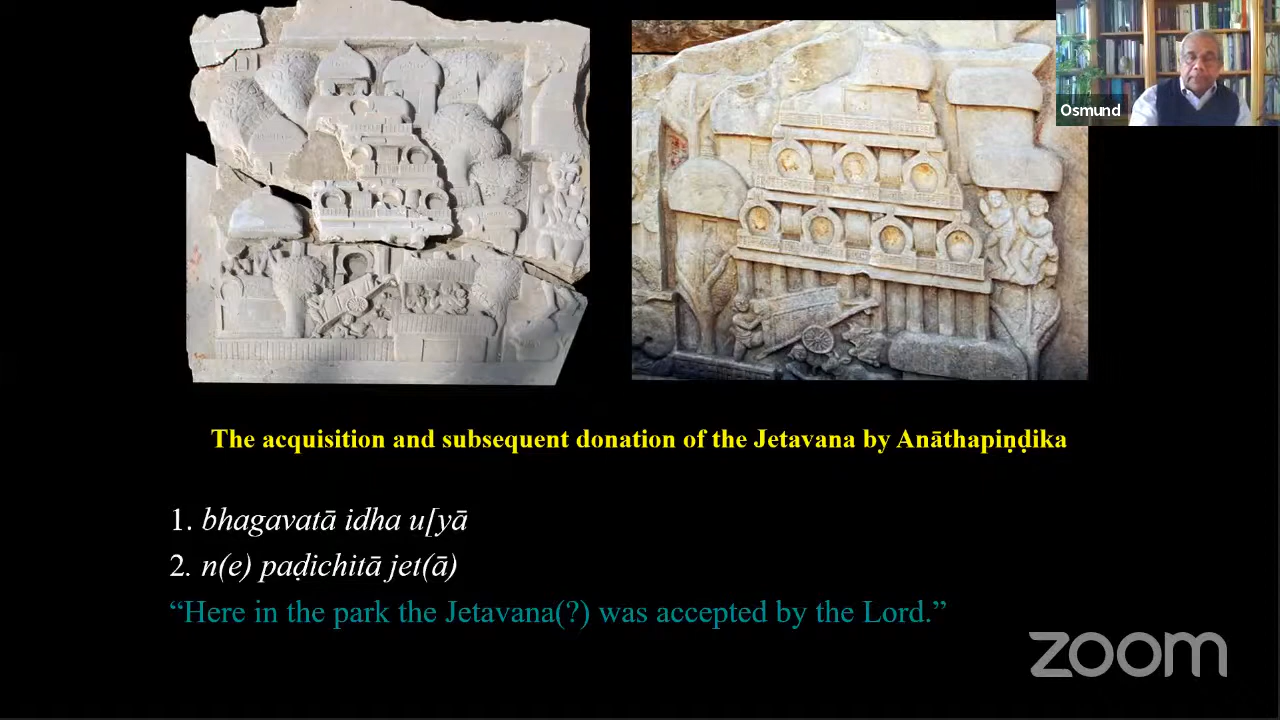 Osmund
The acquisition and subsequent donation of the Jetavana by Anāthapiṇḍika
1. bhagavatā idha u[yā
2. n(e) paḍichitā jet(ā)
“Here in the park the Jetavana(?) was accepted by the Lord.”
zoom